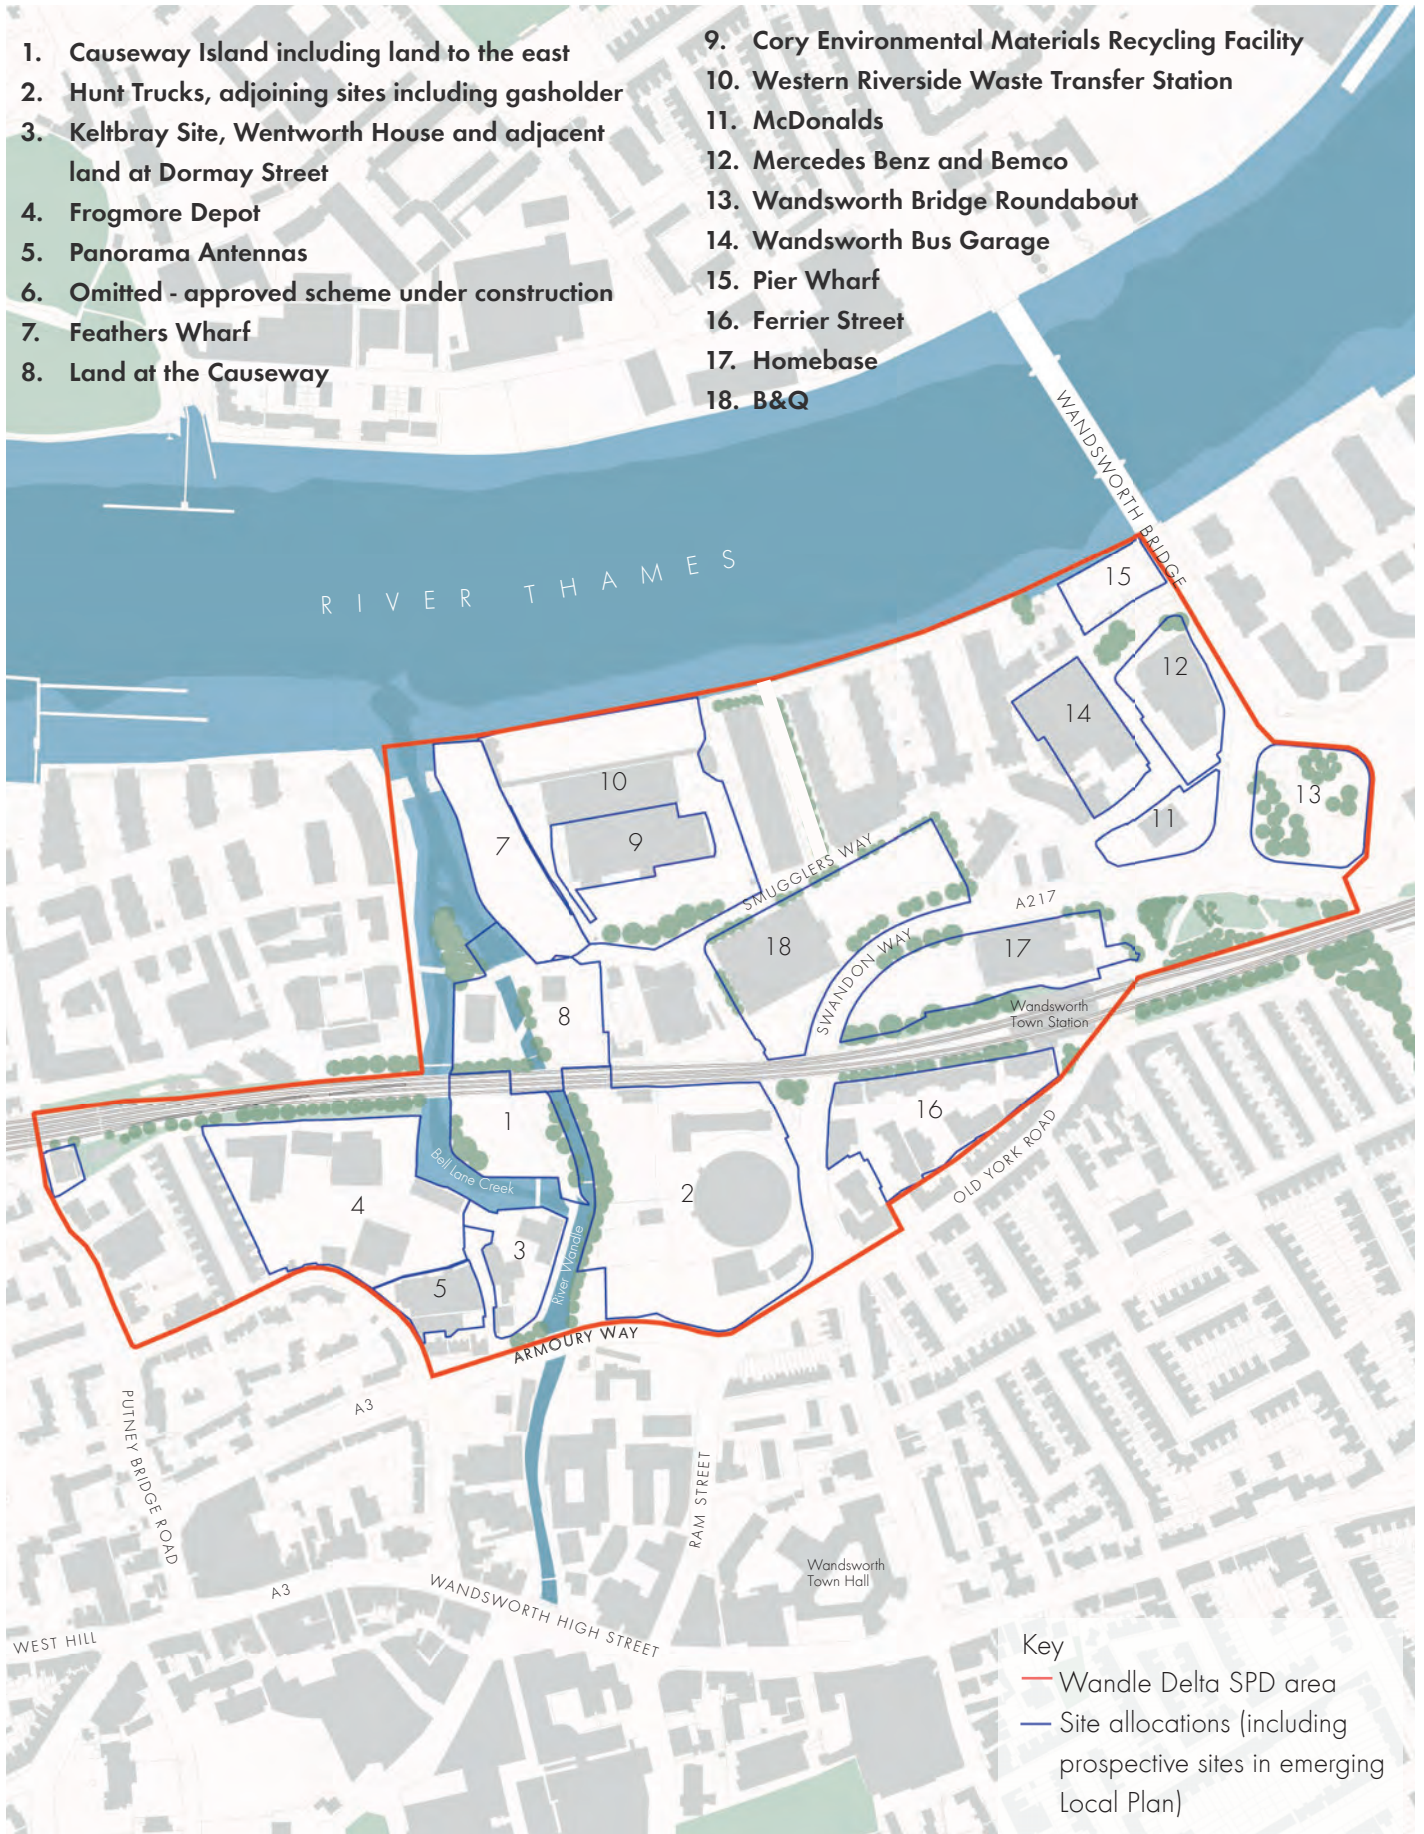 1. Causeway Island including land to the east
2. Hunt Trucks, adjoining sites including gasholder
3. Keltbray Site, Wentworth House and adjacent
land at Dormay Street
4. Frogmore Depot
5. Panorama Antennas
6. Omitted - approved scheme under construction
7. Feathers Wharf
8. Land at the Causeway
9. Cory Environmental Materials Recycling Facility
10. Western Riverside Waste Transfer Station
11. McDonalds
12. Mercedes Benz and Bemco
13. Wandsworth Bridge Roundabout
14. Wandsworth Bus Garage
15. Pier Wharf
16. Ferrier Street
17. Homebase
18. B&Q
WANDSWORTH BRIDGE
RIVER THAMES
15
12
14
10
13
11
7
9
SMUGGLERS WAY
A217
18
17
SWANDON WAY
8
Wandsworth
Town Station
16
1
OLD YORK ROAD
Bell Lane Creek
2
4
3
River Wandle
5
ARMOURY WAY
A3
PUTNEY BRIDGE ROAD
RAM STREET
Wandsworth
Town Hall
A3
WANDSWORTH HIGH STREET
WEST HILL
Key
Wandle Delta SPD area
Site allocations (including
prospective sites in emerging
Local Plan)